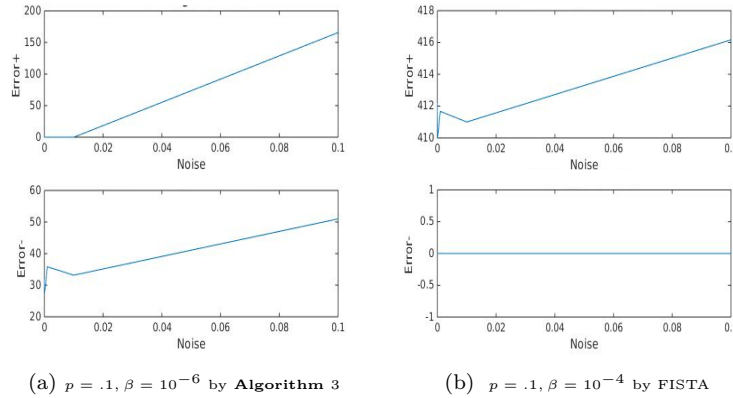 200
150
100
50
0
Error+
0 0.02 0.04 0.06 0.08 0.1
Noise
418
416
414
412
410
Error+
0 0.02 0.04 0.06 0.08 0.
Noise
60
50
40
30
20
Error-
0 0.02 0.04 0.06 0.08 0.1
Noise
1
0.5
0
-0.5
-1
Error-
0 0.02 0.04 0.06 0.08 0.
Noise
(a) p = .1, β = 10⁻⁶ by Algorithm 3
(b) p = .1, β = 10⁻⁴ by FISTA